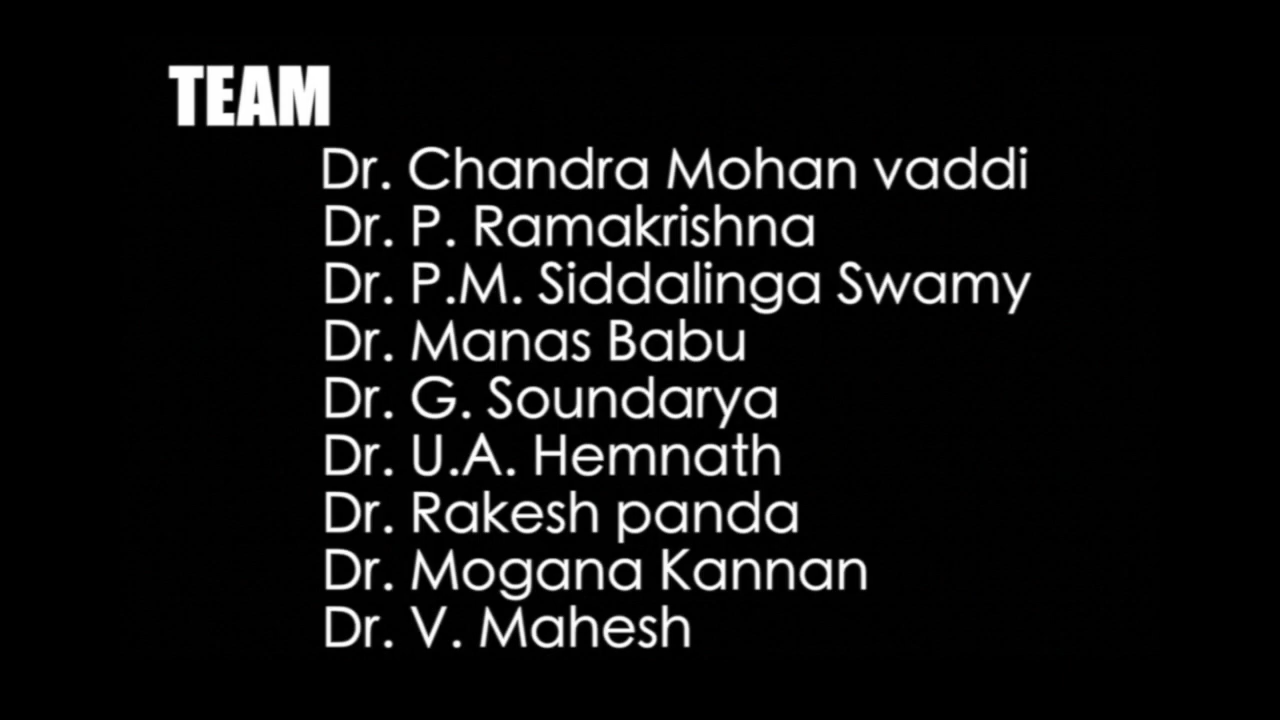 TEAM
Dr. Chandra Mohan vaddi
Dr. P. Ramakrishna
Dr. P.M. Siddalinga Swamy
Dr. Manas Babu
Dr. G. Soundarya
Dr. U.A. Hemnath
Dr. Rakesh panda
Dr. Mogana Kannan
Dr. V. Mahesh